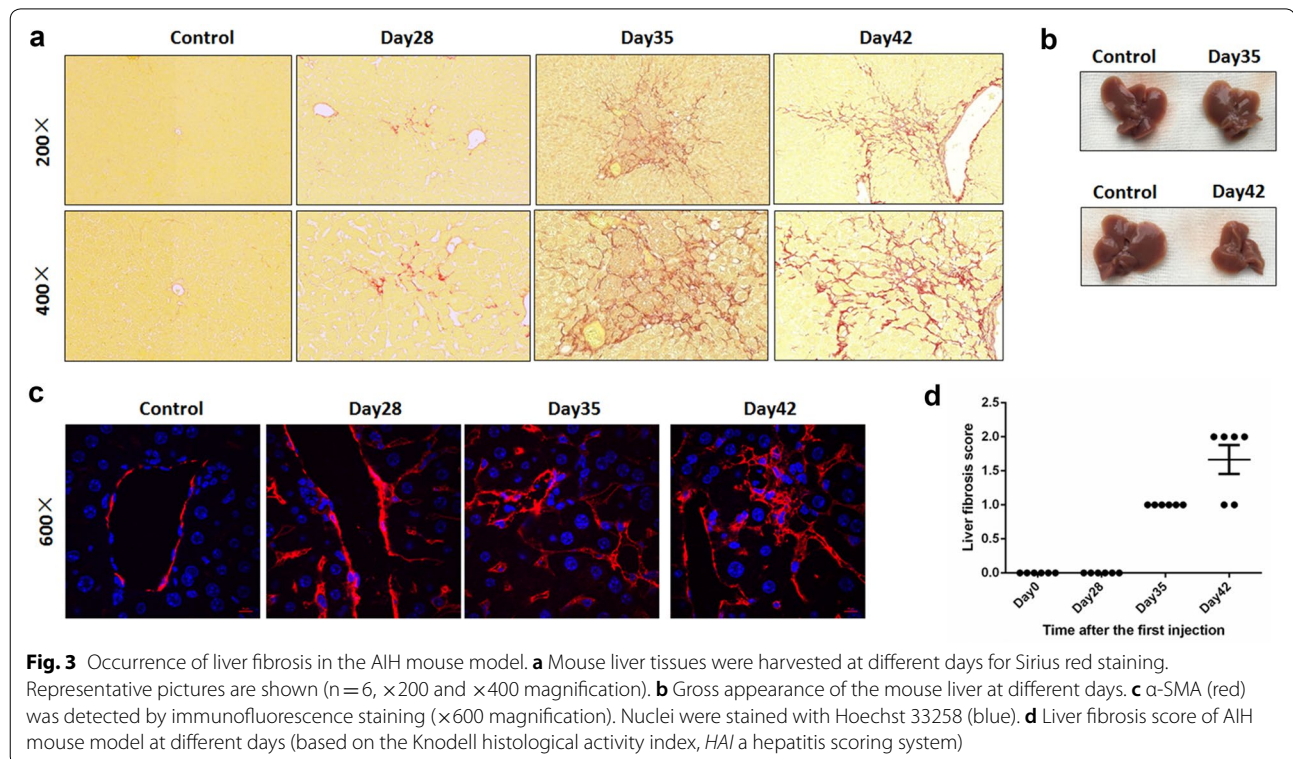 a
Control Day28 Day35 Day42
200×
400×
b
Control Day35
Control Day42
c
Control Day28 Day35 Day42
600×
d
Liver fibrosis score
2.5
2.0
1.5
1.0
0.5
0.0
Day0 Day28 Day35 Day42
Time after the first injection
Fig. 3 Occurrence of liver fibrosis in the AIH mouse model. a Mouse liver tissues were harvested at different days for Sirius red staining.
Representative pictures are shown (n = 6, ×200 and ×400 magnification). b Gross appearance of the mouse liver at different days. c α-SMA (red)
was detected by immunofluorescence staining (×600 magnification). Nuclei were stained with Hoechst 33258 (blue). d Liver fibrosis score of AIH
mouse model at different days (based on the Knodell histological activity index, HAI a hepatitis scoring system)